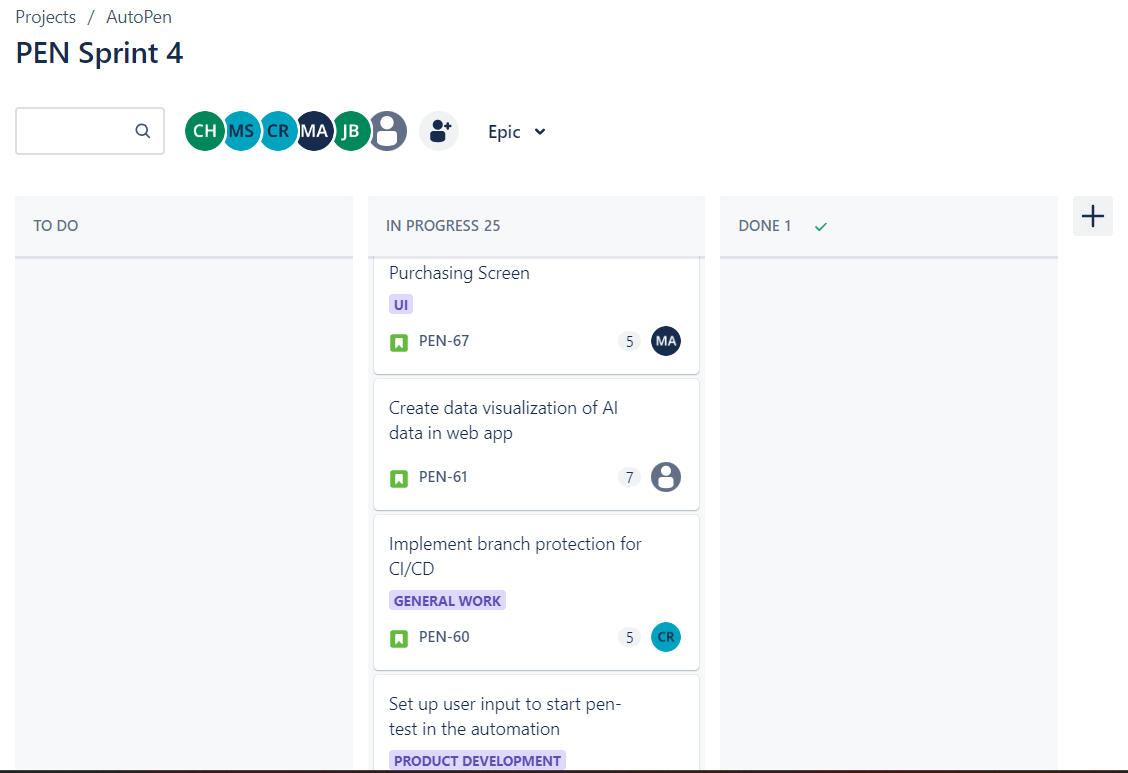 Projects / AutoPen
PEN Sprint 4
CH MS CR MA JB Epic
TO DO
IN PROGRESS 25
DONE 1
Purchasing Screen
UI
PEN-67 5 MA
Create data visualization of AI
data in web app
PEN-61 7
Implement branch protection for
CI/CD
GENERAL WORK
PEN-60 5 CR
Set up user input to start pen-
test in the automation
PRODUCT DEVELOPMENT